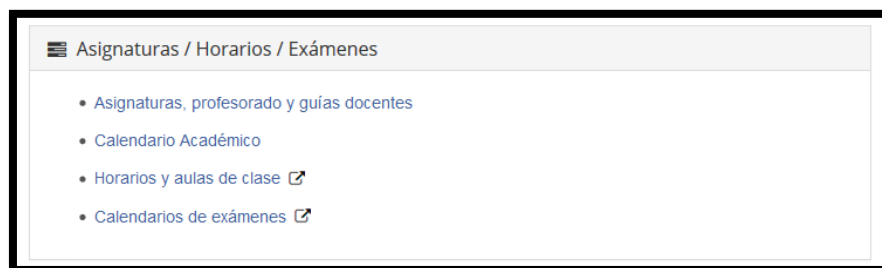 Asignaturas / Horarios / Exámenes
Asignaturas, profesorado y guías docentes
Calendario Académico
Horarios y aulas de clase
Calendarios de exámenes